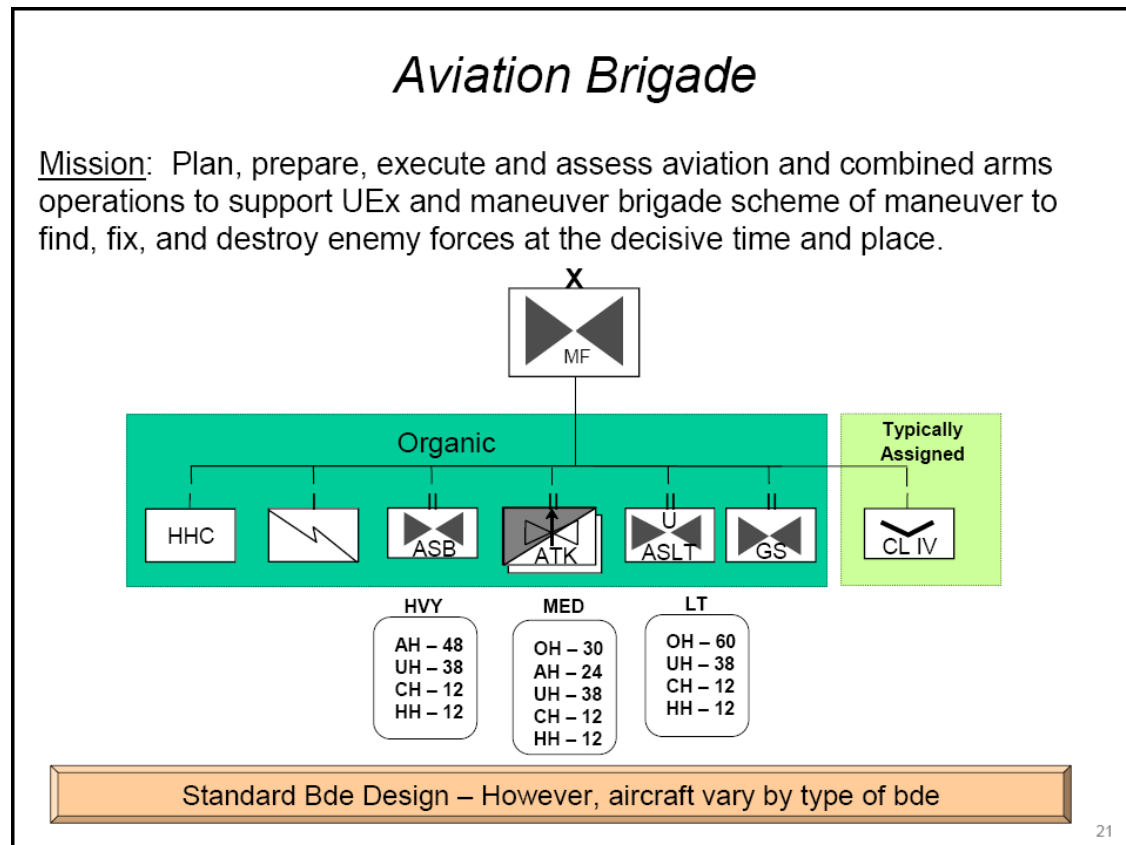 Aviation Brigade
Mission: Plan, prepare, execute and assess aviation and combined arms
operations to support UEx and maneuver brigade scheme of maneuver to
find, fix, and destroy enemy forces at the decisive time and place.
X
MF
Organic
Typically
Assigned
I
I
II
II
II
II
I
HHC
ASB
ATK
U
ASLT
GS
CL IV
HVY
AH – 48
UH – 38
CH – 12
HH – 12
MED
OH – 30
AH – 24
UH – 38
CH – 12
HH – 12
LT
OH – 60
UH – 38
CH – 12
HH – 12
Standard Bde Design – However, aircraft vary by type of bde
21